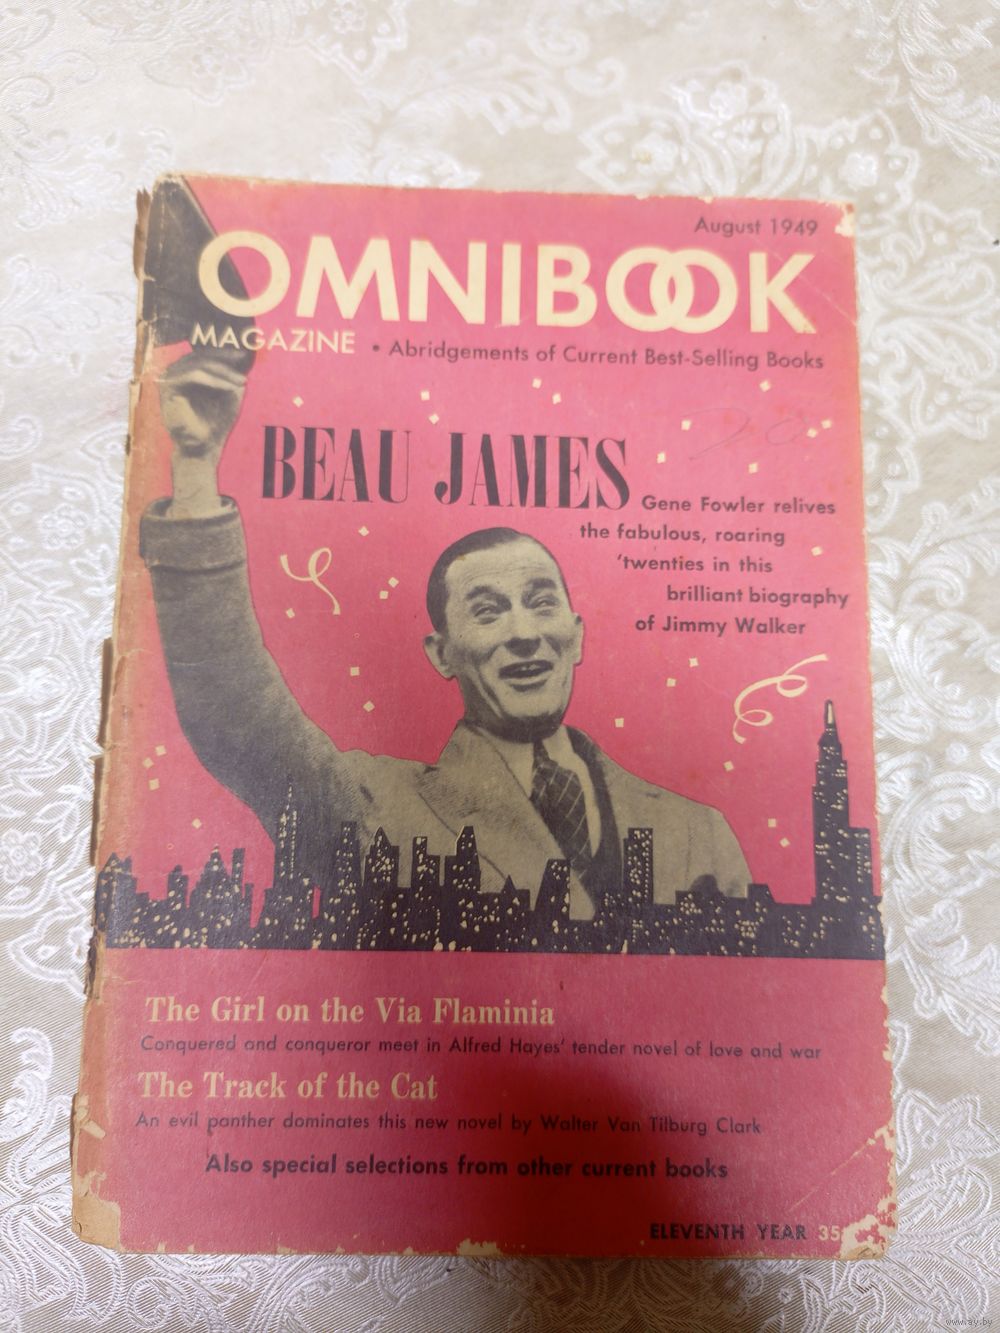 August 1949
OMNIBOOK
MAGAZINE • Abridgements of Current Best-Selling Books
BEAU JAMES
Gene Fowler relives
the fabulous, roaring
'twenties in this
brilliant biography
of Jimmy Walker
The Girl on the Via Flaminia
Conquered and conqueror meet in Alfred Hayes' tender novel of love and war
The Track of the Cat
An evil panther dominates this new novel by Walter Van Tilburg Clark
Also special selections from other current books
ELEVENTH YEAR 35
www.ay.by